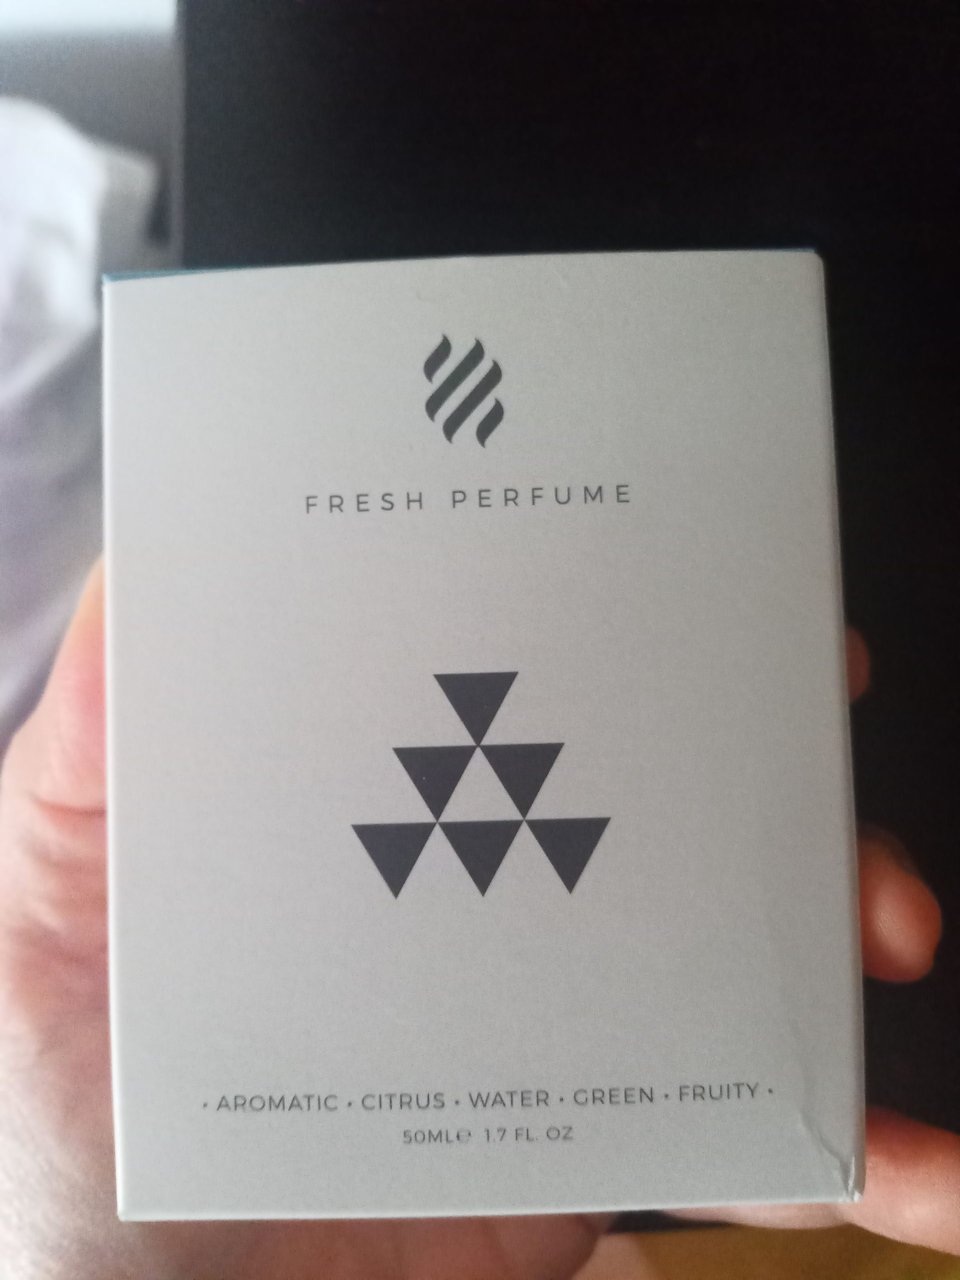 FRESH PERFUME
· AROMATIC · CITRUS · WATER · GREEN · FRUITY ·
50ML℮ 1.7 FL. OZ